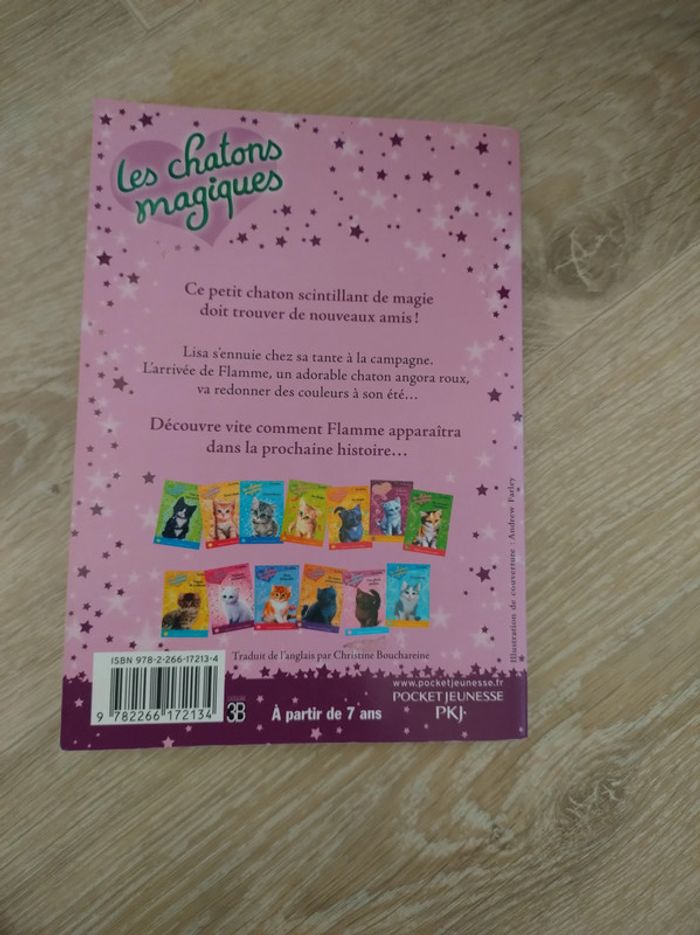 Les chatons
magiques
Ce petit chaton scintillant de magie
doit trouver de nouveaux amis !
Lisa s'ennuie chez sa tante à la campagne.
L'arrivée de Flamme, un adorable chaton angora roux,
va redonner des couleurs à son été…
Découvre vite comment Flamme apparaîtra
dans la prochaine histoire…
Illustration de couverture : Andrew Farley
Traduit de l'anglais par Christine Bouchareine
ISBN 978-2-266-17213-4
9 782266 172134
CATÉGORIE
3B
À partir de 7 ans
www.pocketjeunesse.fr
POCKET JEUNESSE
PKJ·